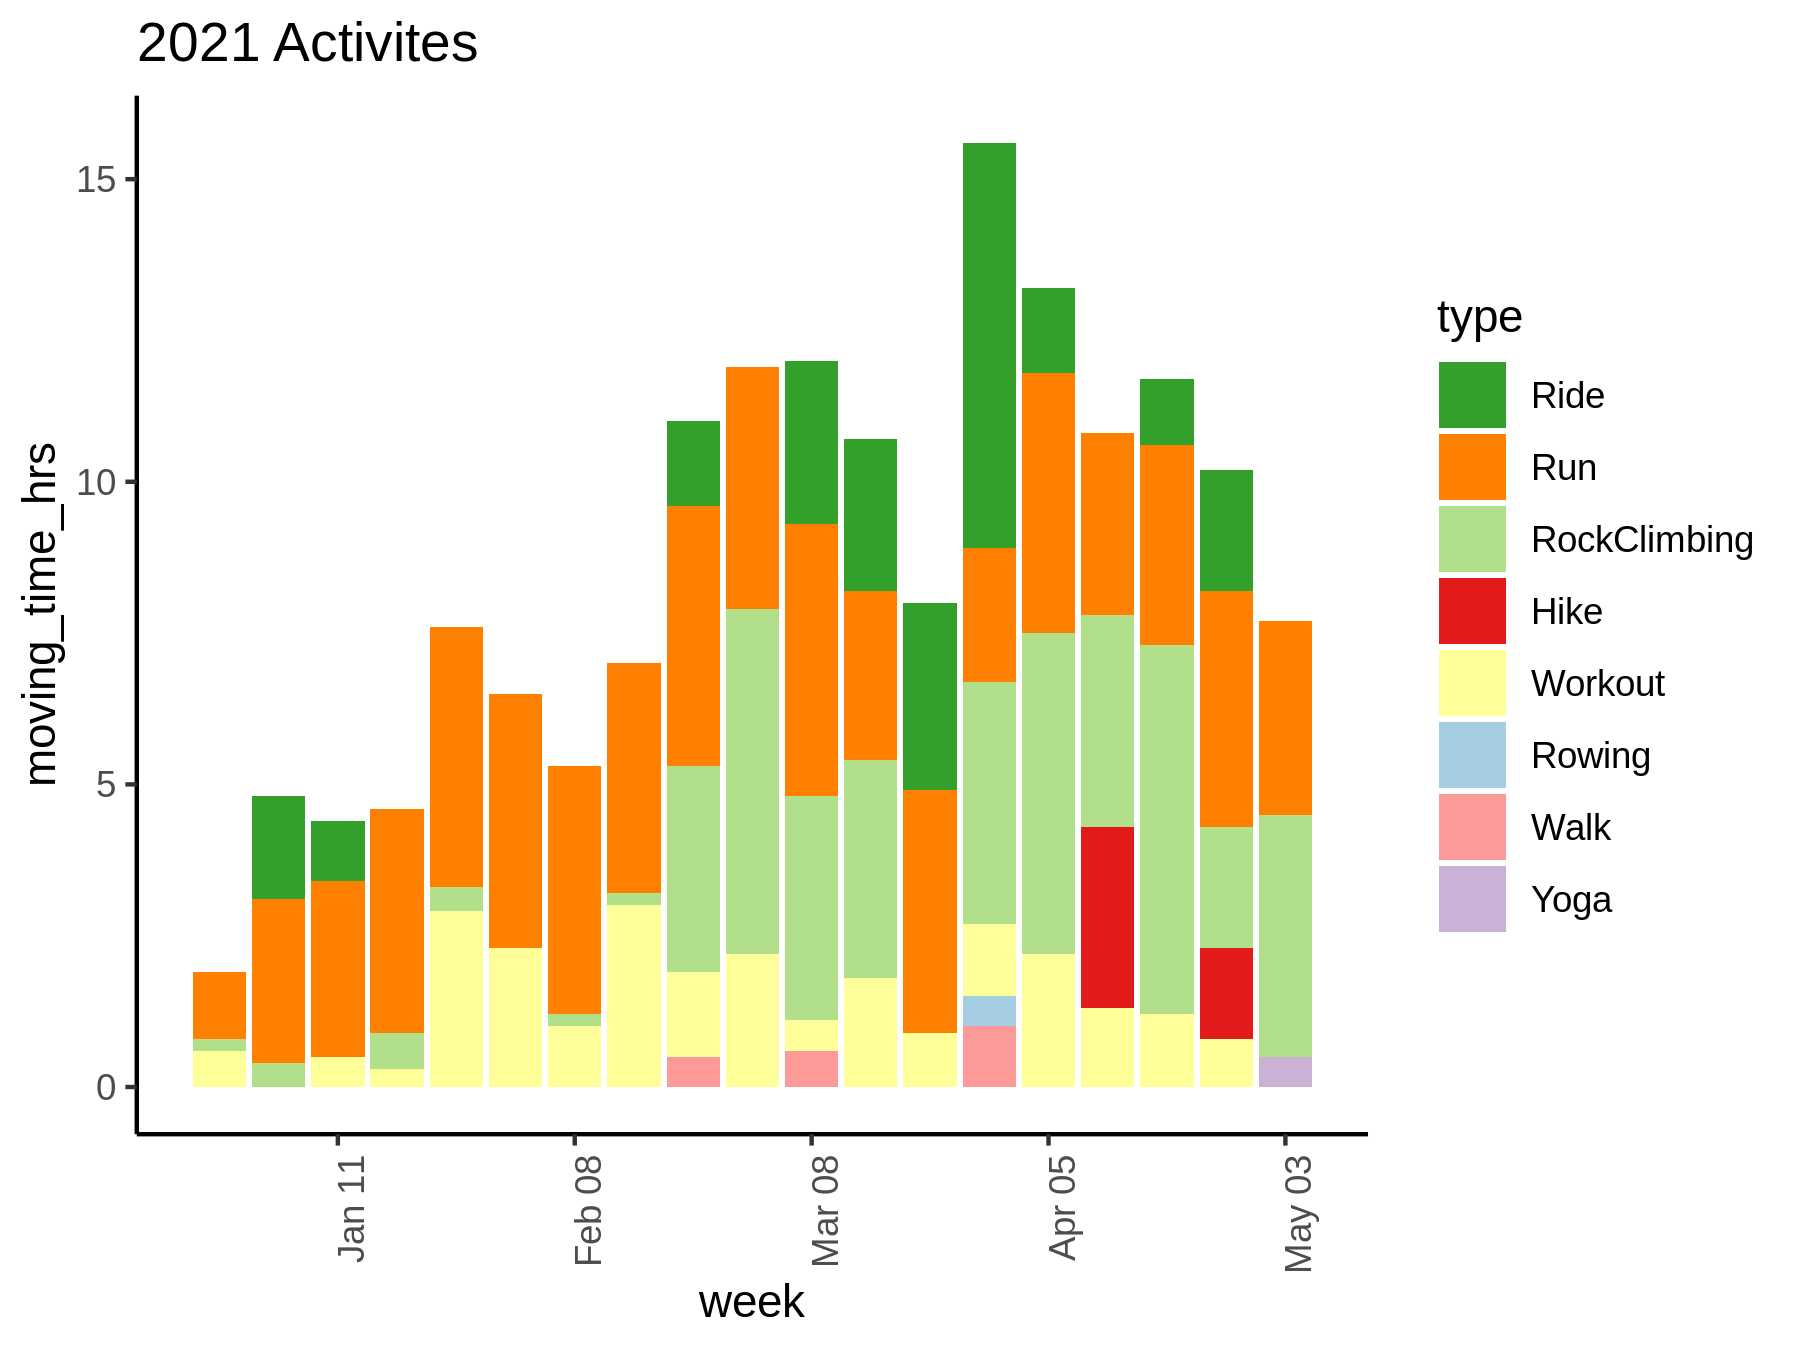 2021 Activites
moving_time_hrs
15
10
5
0
Jan 11
Feb 08
Mar 08
Apr 05
May 03
week
type
Ride
Run
RockClimbing
Hike
Workout
Rowing
Walk
Yoga